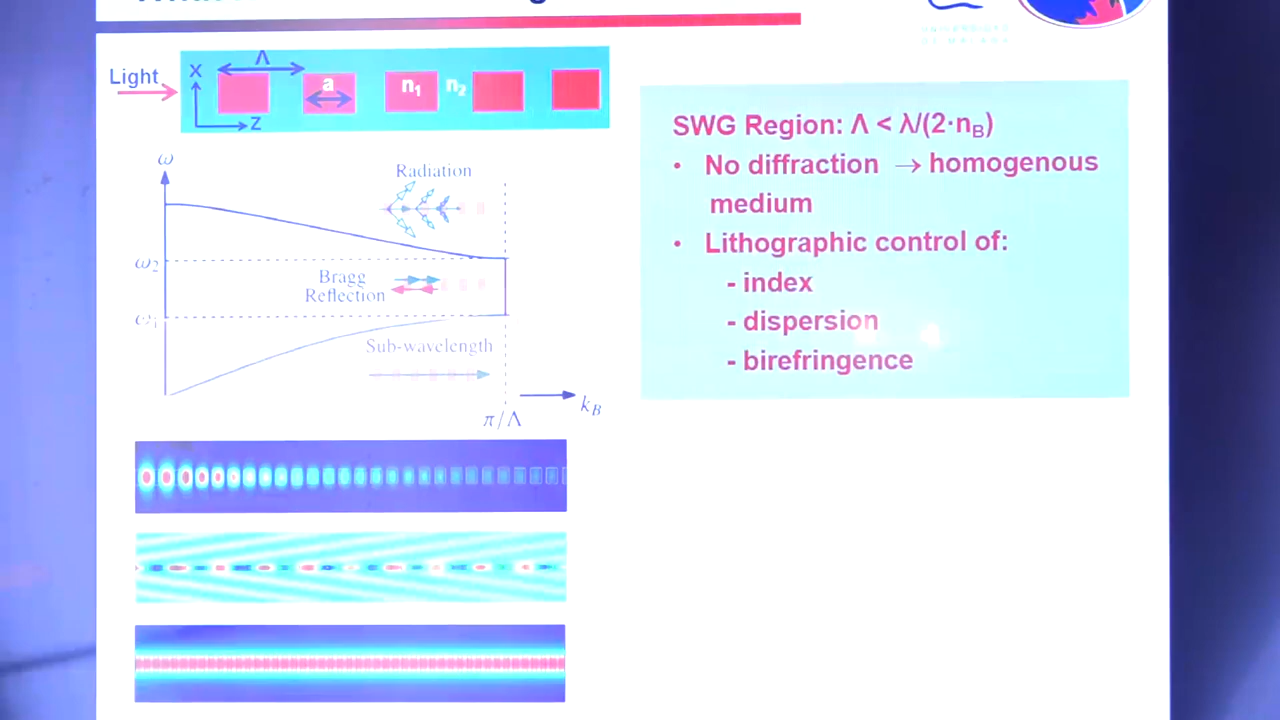 Light
X
Λ
a
n₁
n₂
Z
SWG Region: Λ < λ/(2·n_B)
• No diffraction → homogenous
medium
• Lithographic control of:
- index
- dispersion
- birefringence
ω
Radiation
ω₂
Bragg
Reflection
ω₁
Sub-wavelength
k_B
π/Λ